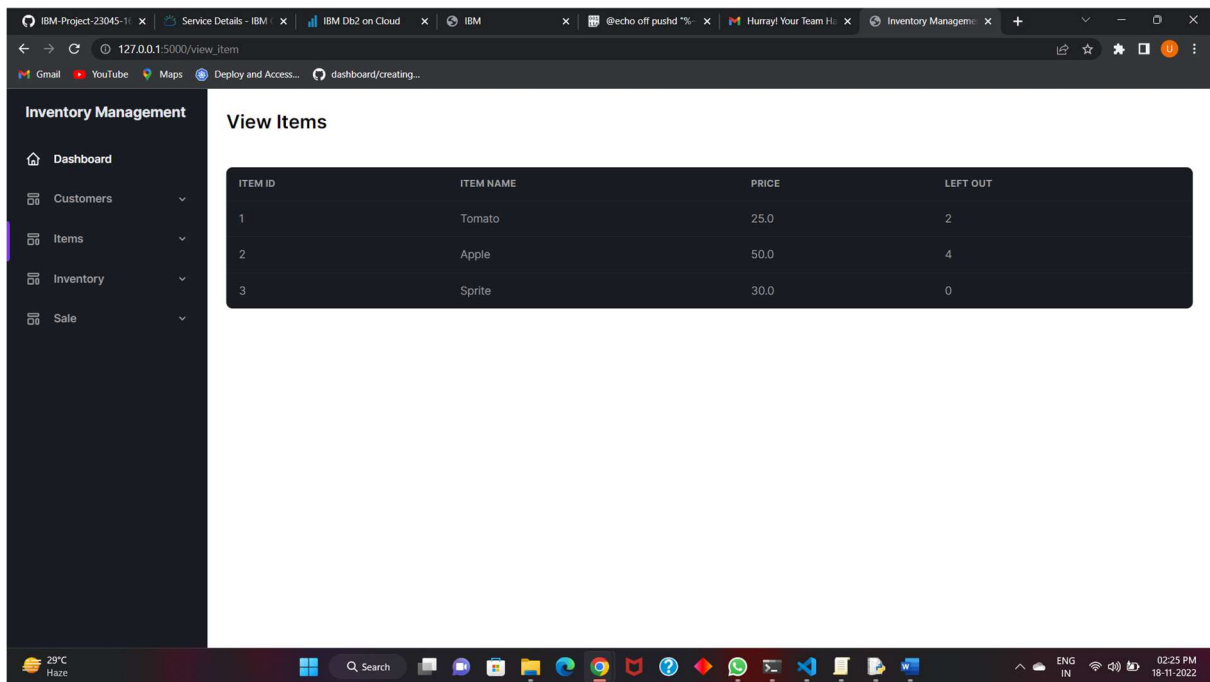 IBM-Project-23045-1 Service Details - IBM IBM Db2 on Cloud IBM @echo off pushd "%~ Hurray! Your Team Ha Inventory Manageme
127.0.0.1:5000/view_item
U
Gmail YouTube Maps Deploy and Access... dashboard/creating...
Inventory Management
Dashboard
Customers
Items
Inventory
Sale
View Items
ITEM ID ITEM NAME PRICE LEFT OUT
1 Tomato 25.0 2
2 Apple 50.0 4
3 Sprite 30.0 0
29°C
Haze
Search
ENG
IN
02:25 PM
18-11-2022